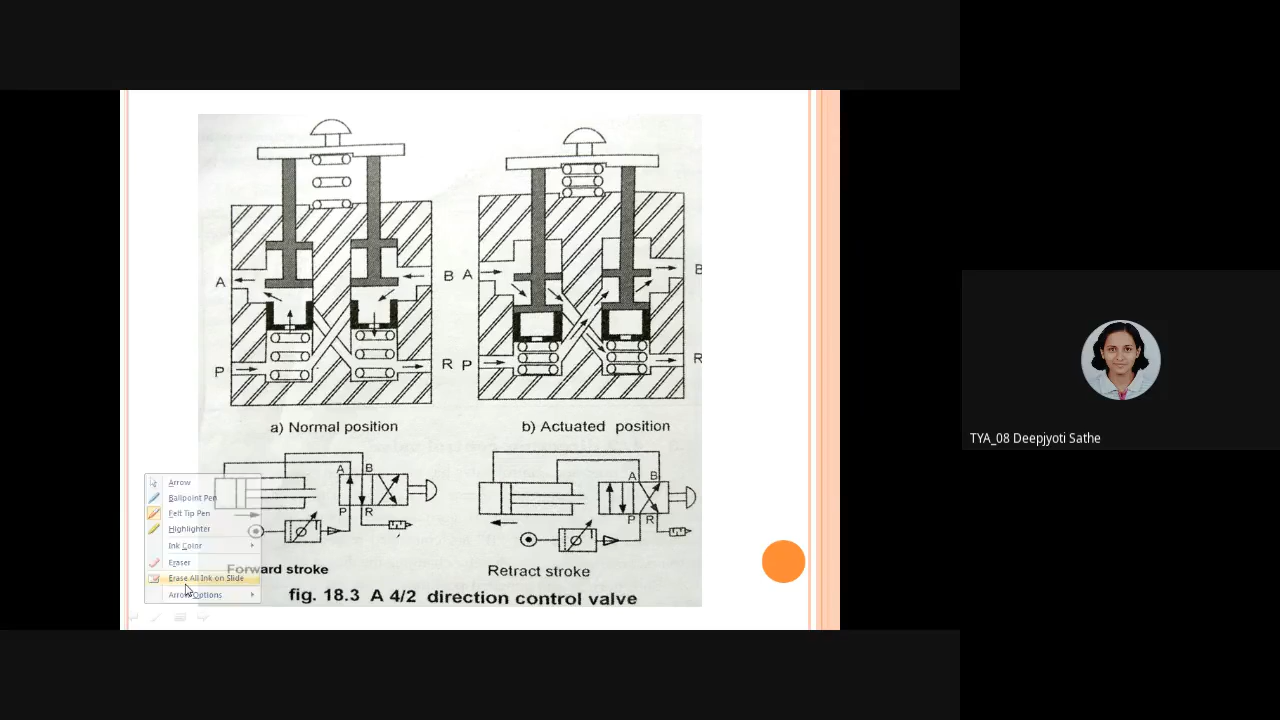 A
B
A
B
P
R
P
R
a) Normal position
b) Actuated position
A B
A B
P R
P R
Arrow
Ballpoint Pen
Felt Tip Pen
Highlighter
Ink Color
Eraser
Erase All Ink on Slide
Arrow Options
Forward stroke
Retract stroke
fig. 18.3 A 4/2 direction control valve
TYA_08 Deepjyoti Sathe